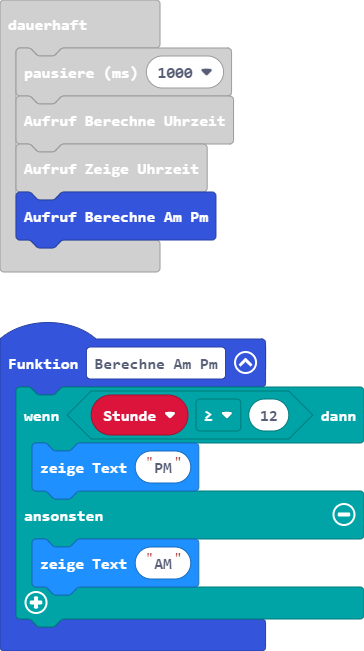 dauerhaft
pausiere (ms) 1000
Aufruf Berechne Uhrzeit
Aufruf Zeige Uhrzeit
Aufruf Berechne Am Pm
Funktion Berechne Am Pm
wenn Stunde ≥ 12 dann
zeige Text "PM"
ansonsten
zeige Text "AM"